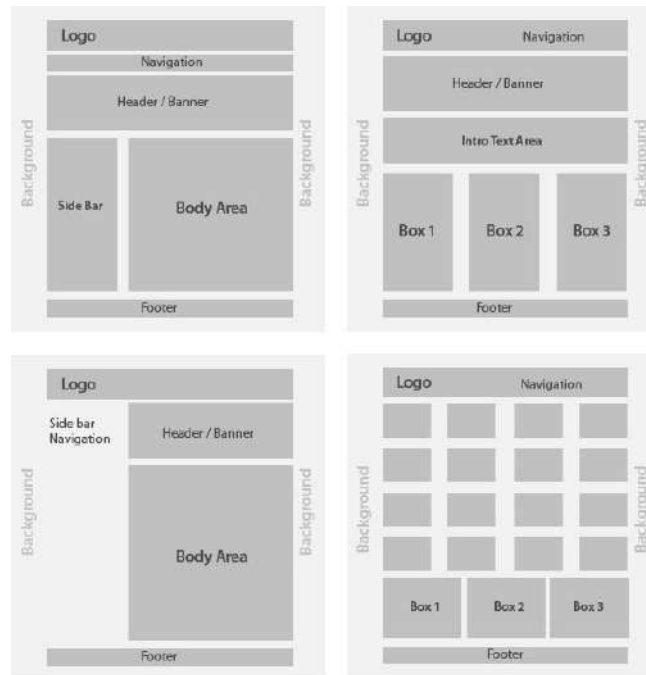 Logo
Navigation
Header / Banner
Background
Side Bar
Body Area
Background
Footer
Logo
Navigation
Header / Banner
Background
Intro Text Area
Background
Box 1
Box 2
Box 3
Footer
Logo
Side bar
Navigation
Header / Banner
Background
Body Area
Background
Footer
Logo
Navigation
Background
Background
Box 1
Box 2
Box 3
Footer